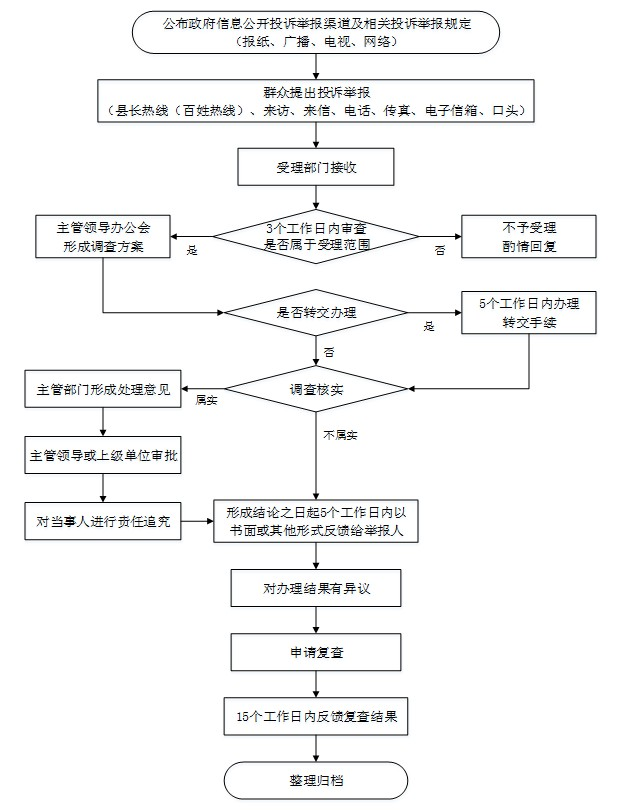 公布政府信息公开投诉举报渠道及相关投诉举报规定
（报纸、广播、电视、网络）
群众提出投诉举报
（县长热线（百姓热线）、来访、来信、电话、传真、电子信箱、口头）
受理部门接收
主管领导办公会
形成调查方案
是
3个工作日内审查
是否属于受理范围
否
不予受理
酌情回复
是否转交办理
是
5个工作日内办理
转交手续
否
主管部门形成处理意见
属实
调查核实
不属实
主管领导或上级单位审批
对当事人进行责任追究
形成结论之日起5个工作日内以
书面或其他形式反馈给举报人
对办理结果有异议
申请复查
15个工作日内反馈复查结果
整理归档